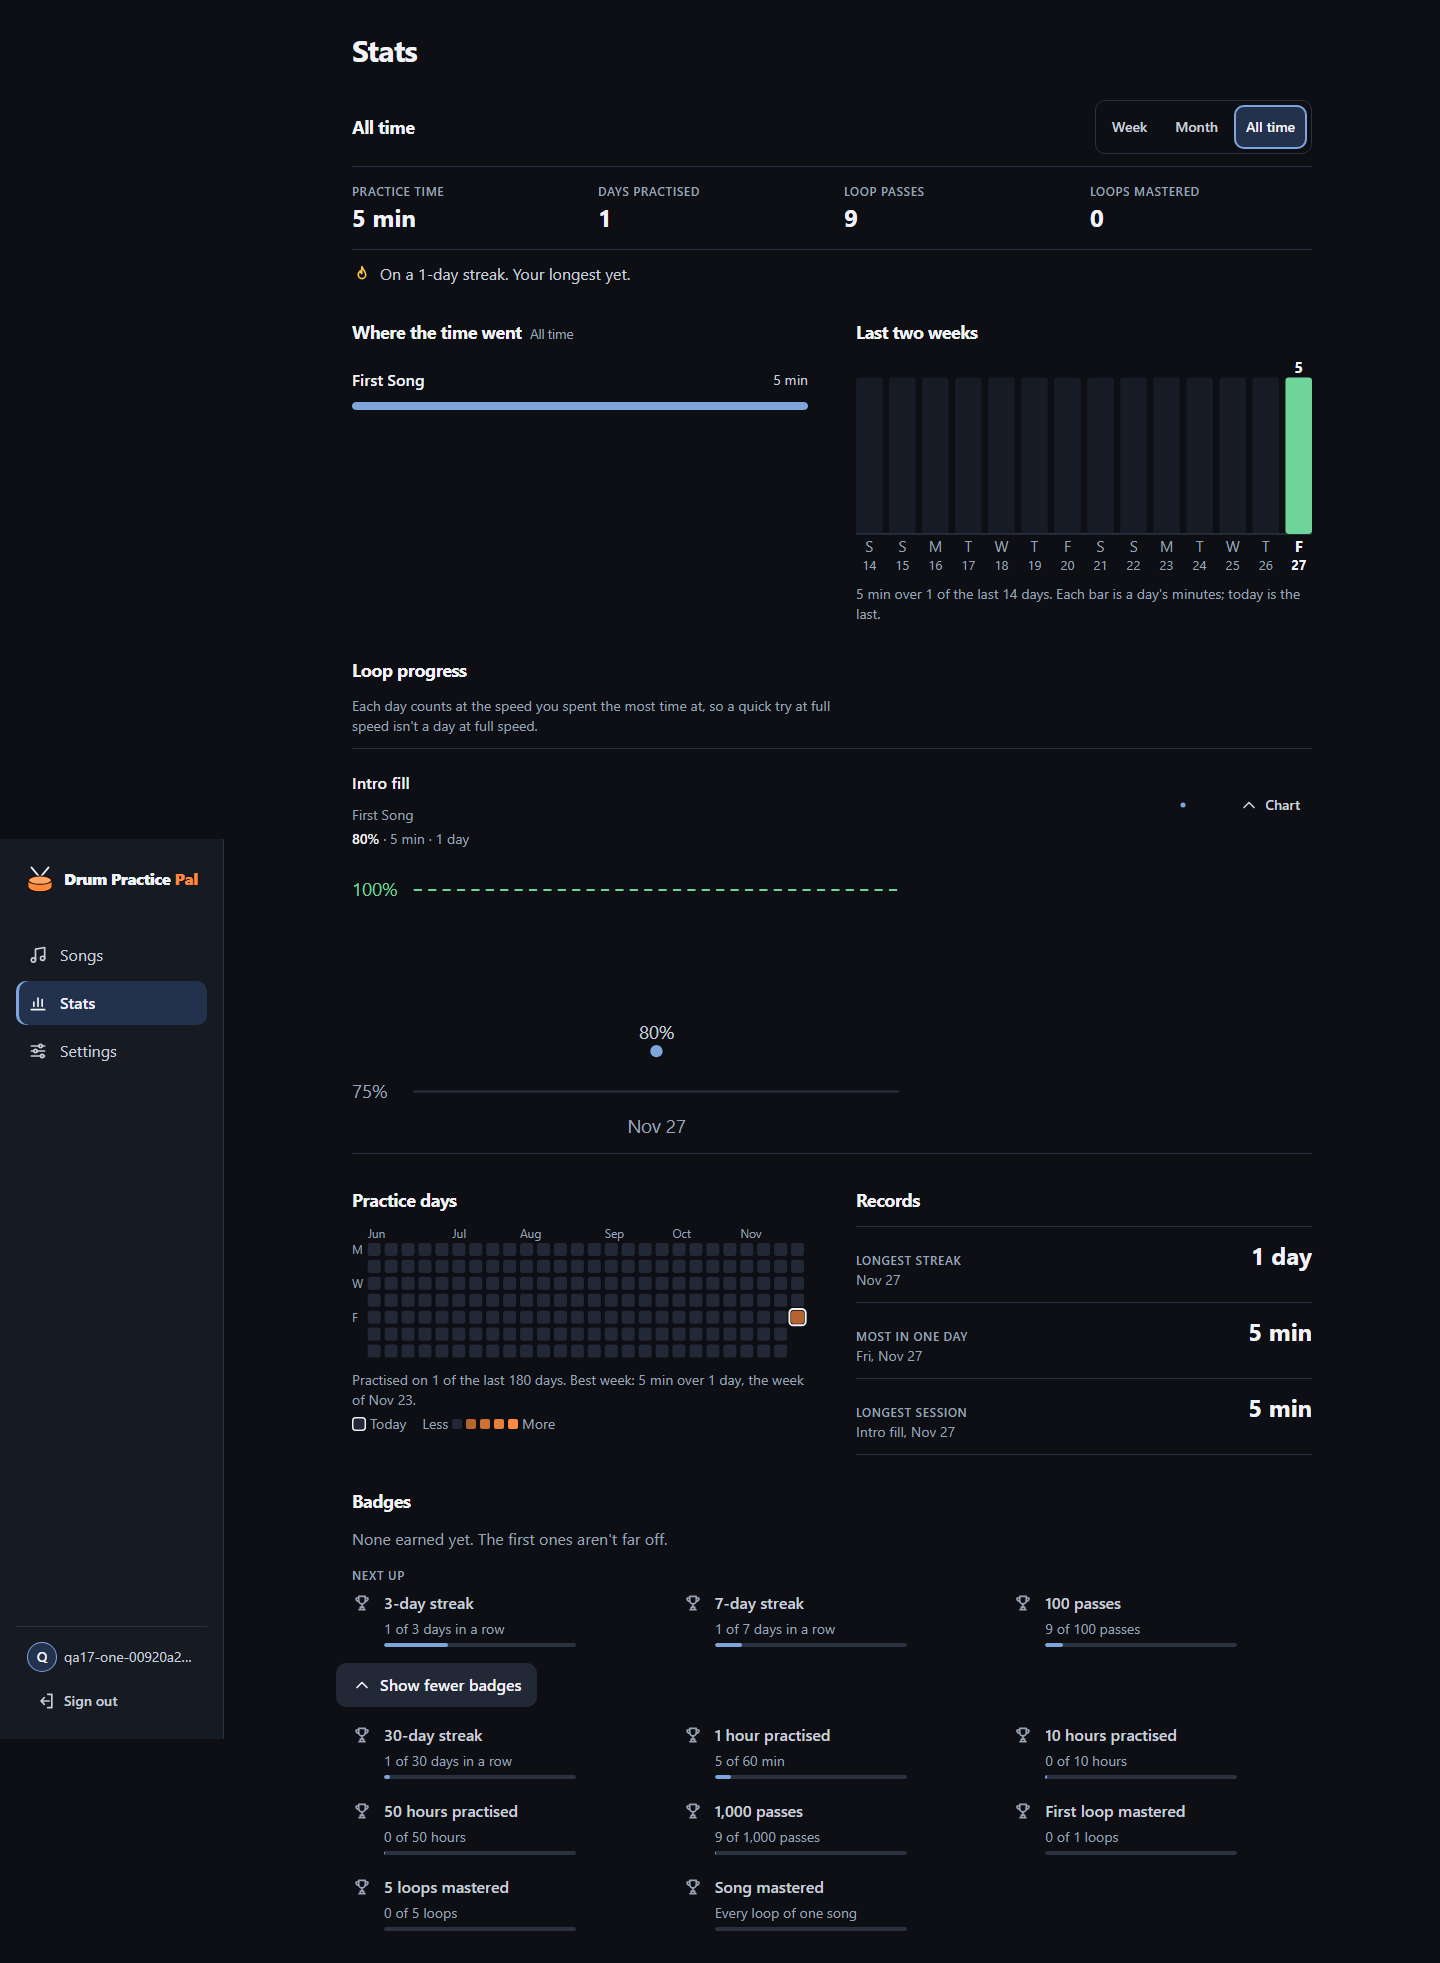 Stats
All time
Week
Month
All time
PRACTICE TIME
5 min
DAYS PRACTISED
1
LOOP PASSES
9
LOOPS MASTERED
0
On a 1-day streak. Your longest yet.
Where the time went All time
First Song
5 min
Last two weeks
5
S S M T W T F S S M T W T F
14 15 16 17 18 19 20 21 22 23 24 25 26 27
5 min over 1 of the last 14 days. Each bar is a day's minutes; today is the
last.
Loop progress
Each day counts at the speed you spent the most time at, so a quick try at full
speed isn't a day at full speed.
Intro fill
First Song
80% · 5 min · 1 day
Chart
100%
80%
75%
Nov 27
Drum Practice Pal
Songs
Stats
Settings
Q
qa17-one-00920a2...
Sign out
Practice days
Jun Jul Aug Sep Oct Nov
M
W
F
Practised on 1 of the last 180 days. Best week: 5 min over 1 day, the week
of Nov 23.
Today Less More
Records
LONGEST STREAK
Nov 27
1 day
MOST IN ONE DAY
Fri, Nov 27
5 min
LONGEST SESSION
Intro fill, Nov 27
5 min
Badges
None earned yet. The first ones aren't far off.
NEXT UP
3-day streak
1 of 3 days in a row
7-day streak
1 of 7 days in a row
100 passes
9 of 100 passes
Show fewer badges
30-day streak
1 of 30 days in a row
1 hour practised
5 of 60 min
10 hours practised
0 of 10 hours
50 hours practised
0 of 50 hours
1,000 passes
9 of 1,000 passes
First loop mastered
0 of 1 loops
5 loops mastered
0 of 5 loops
Song mastered
Every loop of one song